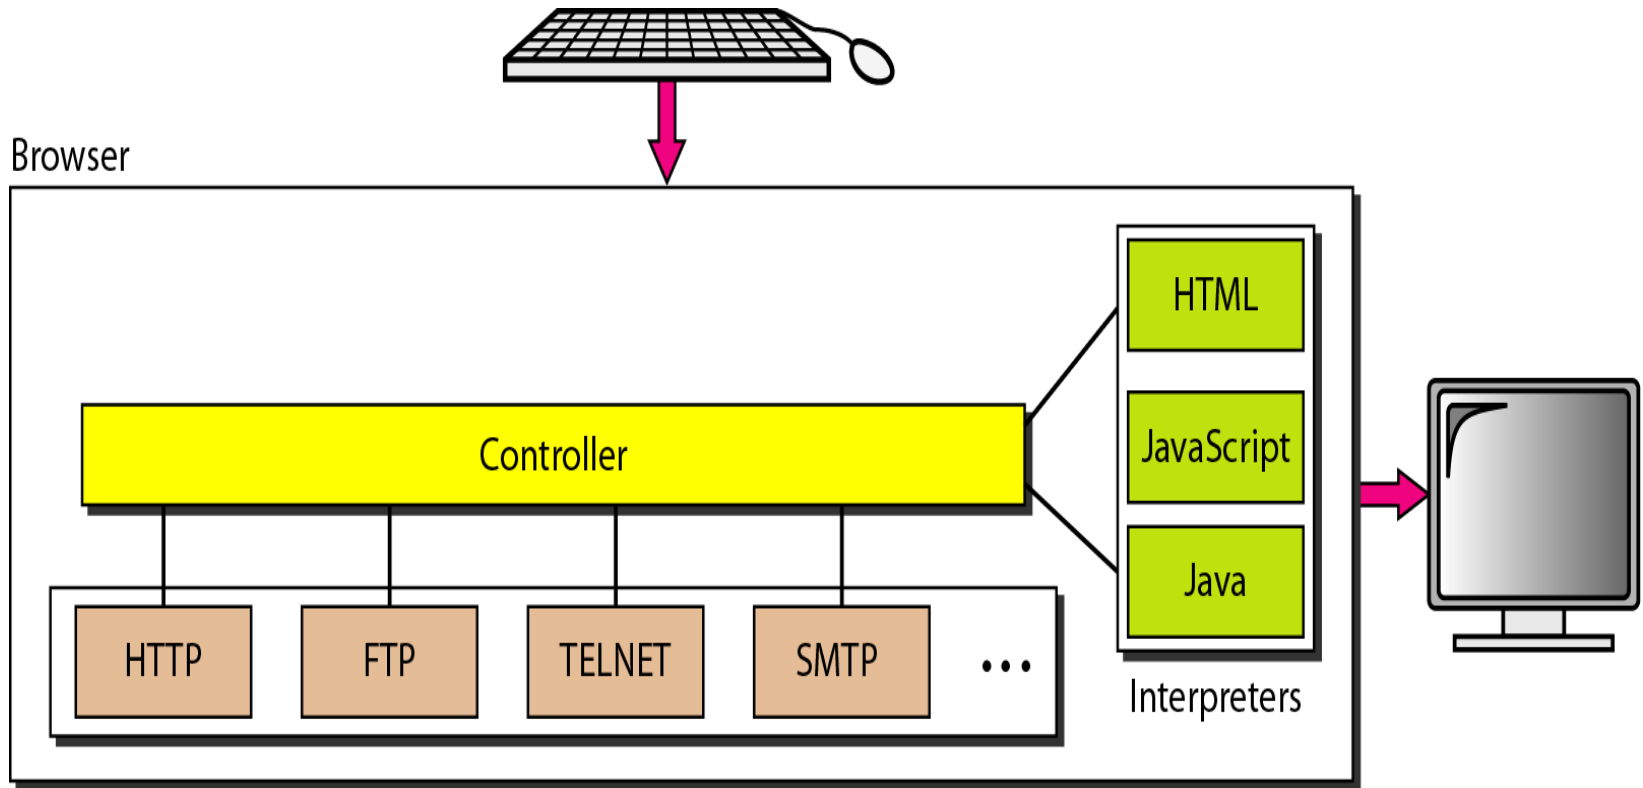 Browser
HTML
JavaScript
Controller
Java
HTTP
FTP
TELNET
SMTP
...
Interpreters